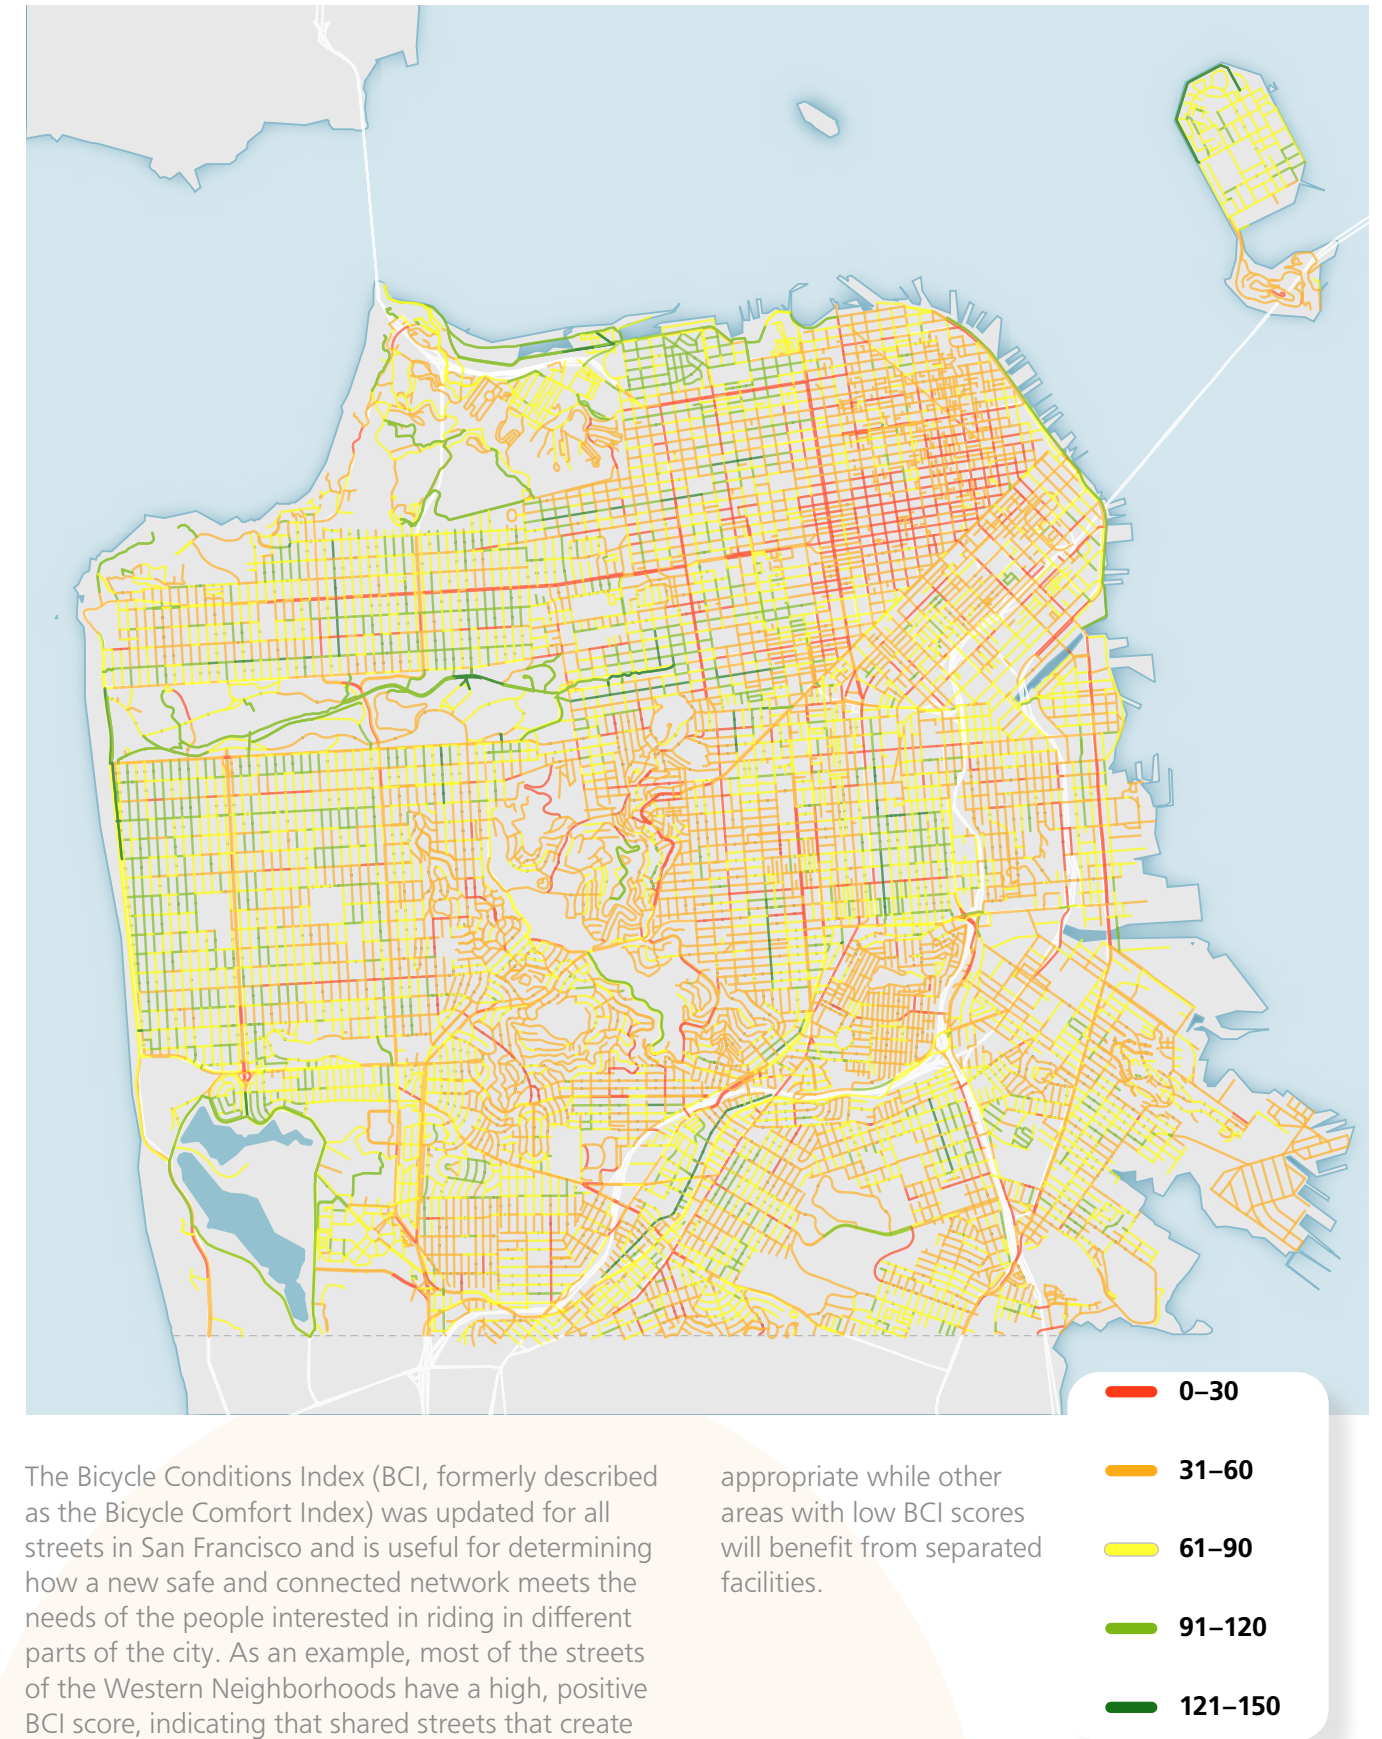 The Bicycle Conditions Index (BCI, formerly described
as the Bicycle Comfort Index) was updated for all
streets in San Francisco and is useful for determining
how a new safe and connected network meets the
needs of the people interested in riding in different
parts of the city. As an example, most of the streets
of the Western Neighborhoods have a high, positive
BCI score, indicating that shared streets that create
appropriate while other
areas with low BCI scores
will benefit from separated
facilities.
0–30
31–60
61–90
91–120
121–150